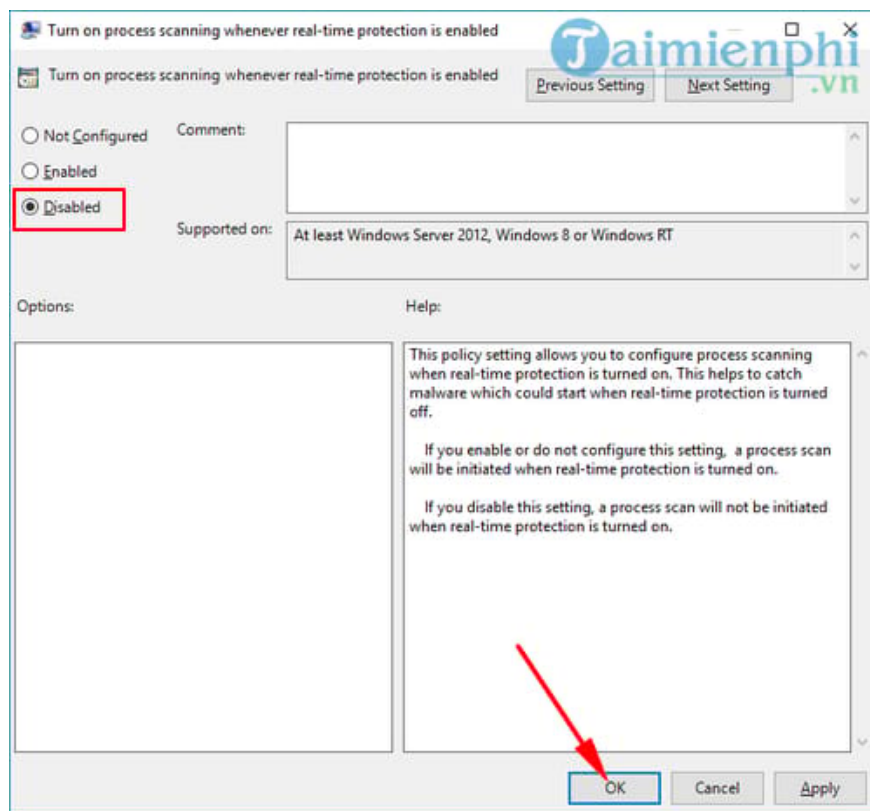 Turn on process scanning whenever real-time protection is enabled
Taimienphi
.vn
Turn on process scanning whenever real-time protection is enabled
Previous Setting
Next Setting
Not Configured
Comment:
Enabled
Disabled
Supported on:
At least Windows Server 2012, Windows 8 or Windows RT
Options:
Help:
This policy setting allows you to configure process scanning
when real-time protection is turned on. This helps to catch
malware which could start when real-time protection is turned
off.
If you enable or do not configure this setting, a process scan
will be initiated when real-time protection is turned on.
If you disable this setting, a process scan will not be initiated
when real-time protection is turned on.
OK
Cancel
Apply